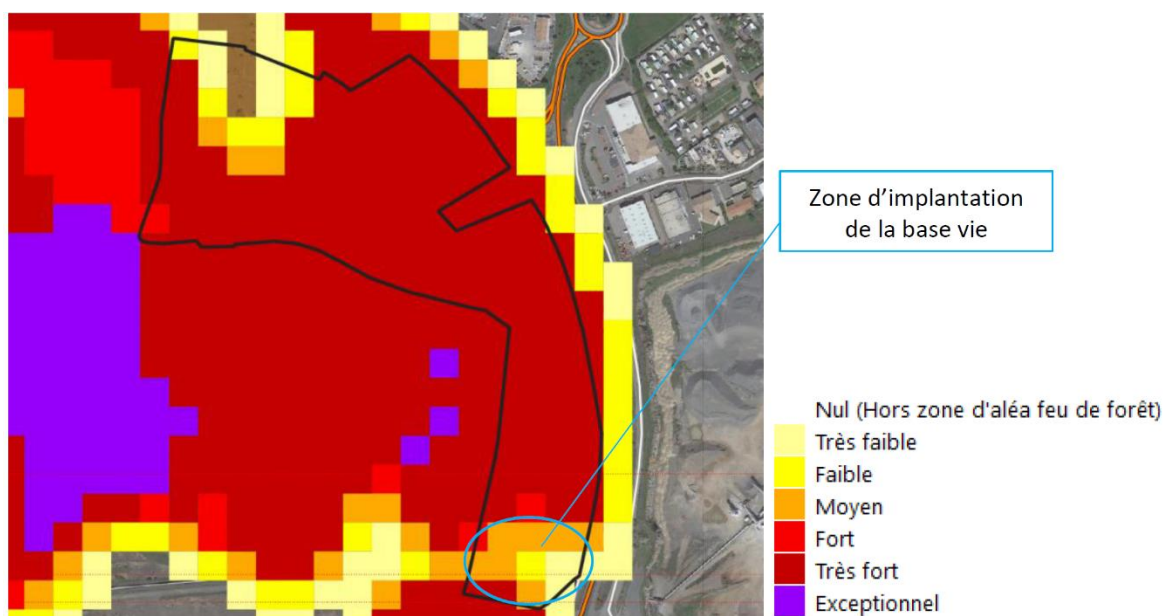 Zone d’implantation
de la base vie
Nul (Hors zone d'aléa feu de forêt)
Très faible
Faible
Moyen
Fort
Très fort
Exceptionnel